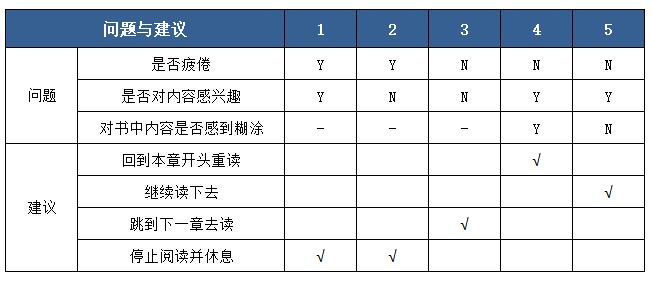 问题与建议 1 2 3 4 5
问题 是否疲倦 Y Y N N N
是否对内容感兴趣 Y N N Y Y
对书中内容是否感到糊涂 - - - Y N
建议 回到本章开头重读 √
继续读下去 √
跳到下一章去读 √
停止阅读并休息 √ √